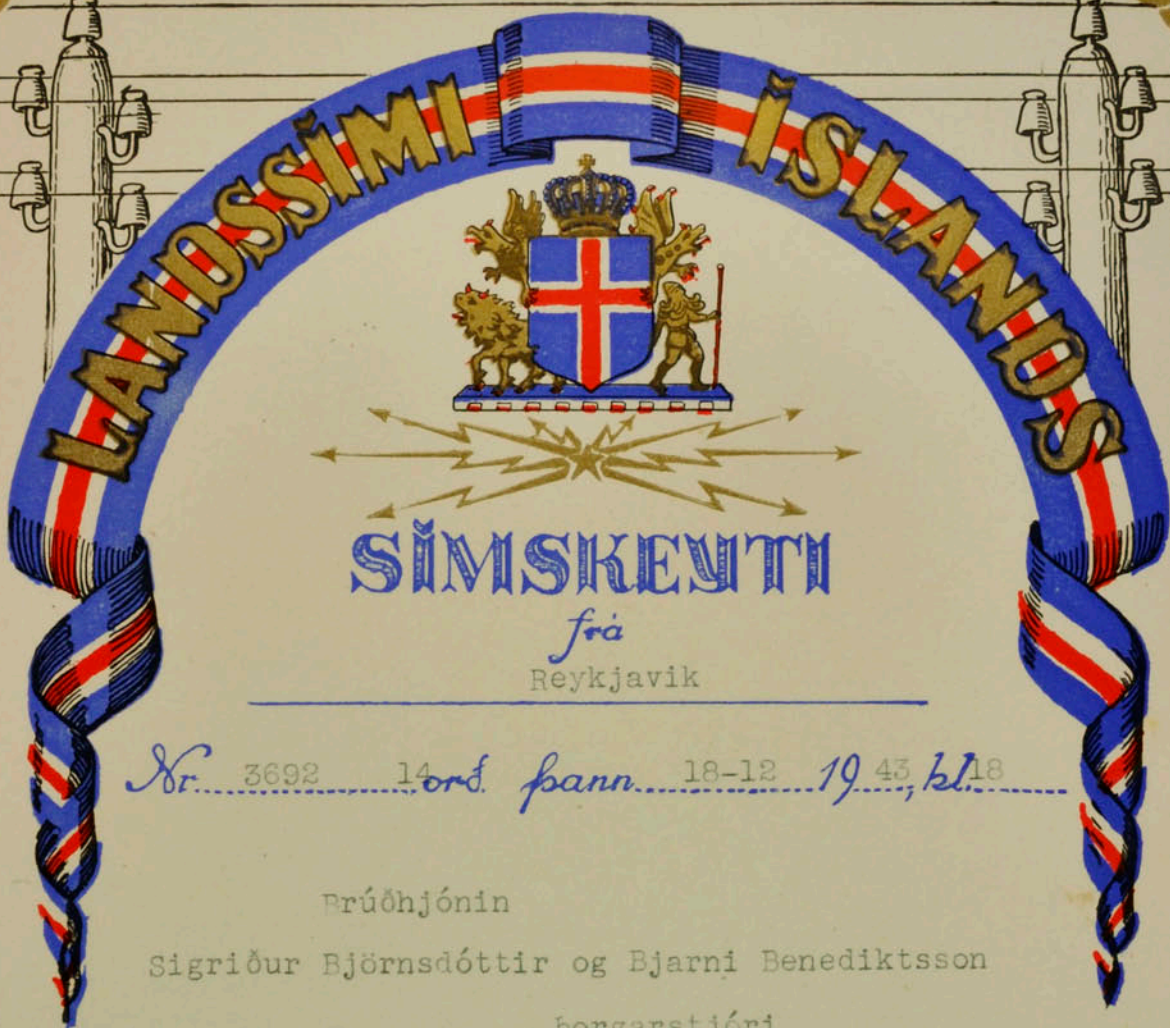 LANDSSÍMI ÍSLANDS
SÍMSKEYTI
frá
Reykjavik
Nr. 3692 14 orð. þann 18-12 19 43, kl. 18
Brúðhjónin
Sigriður Björnsdóttir og Bjarni Benediktsson
borgarstjóri